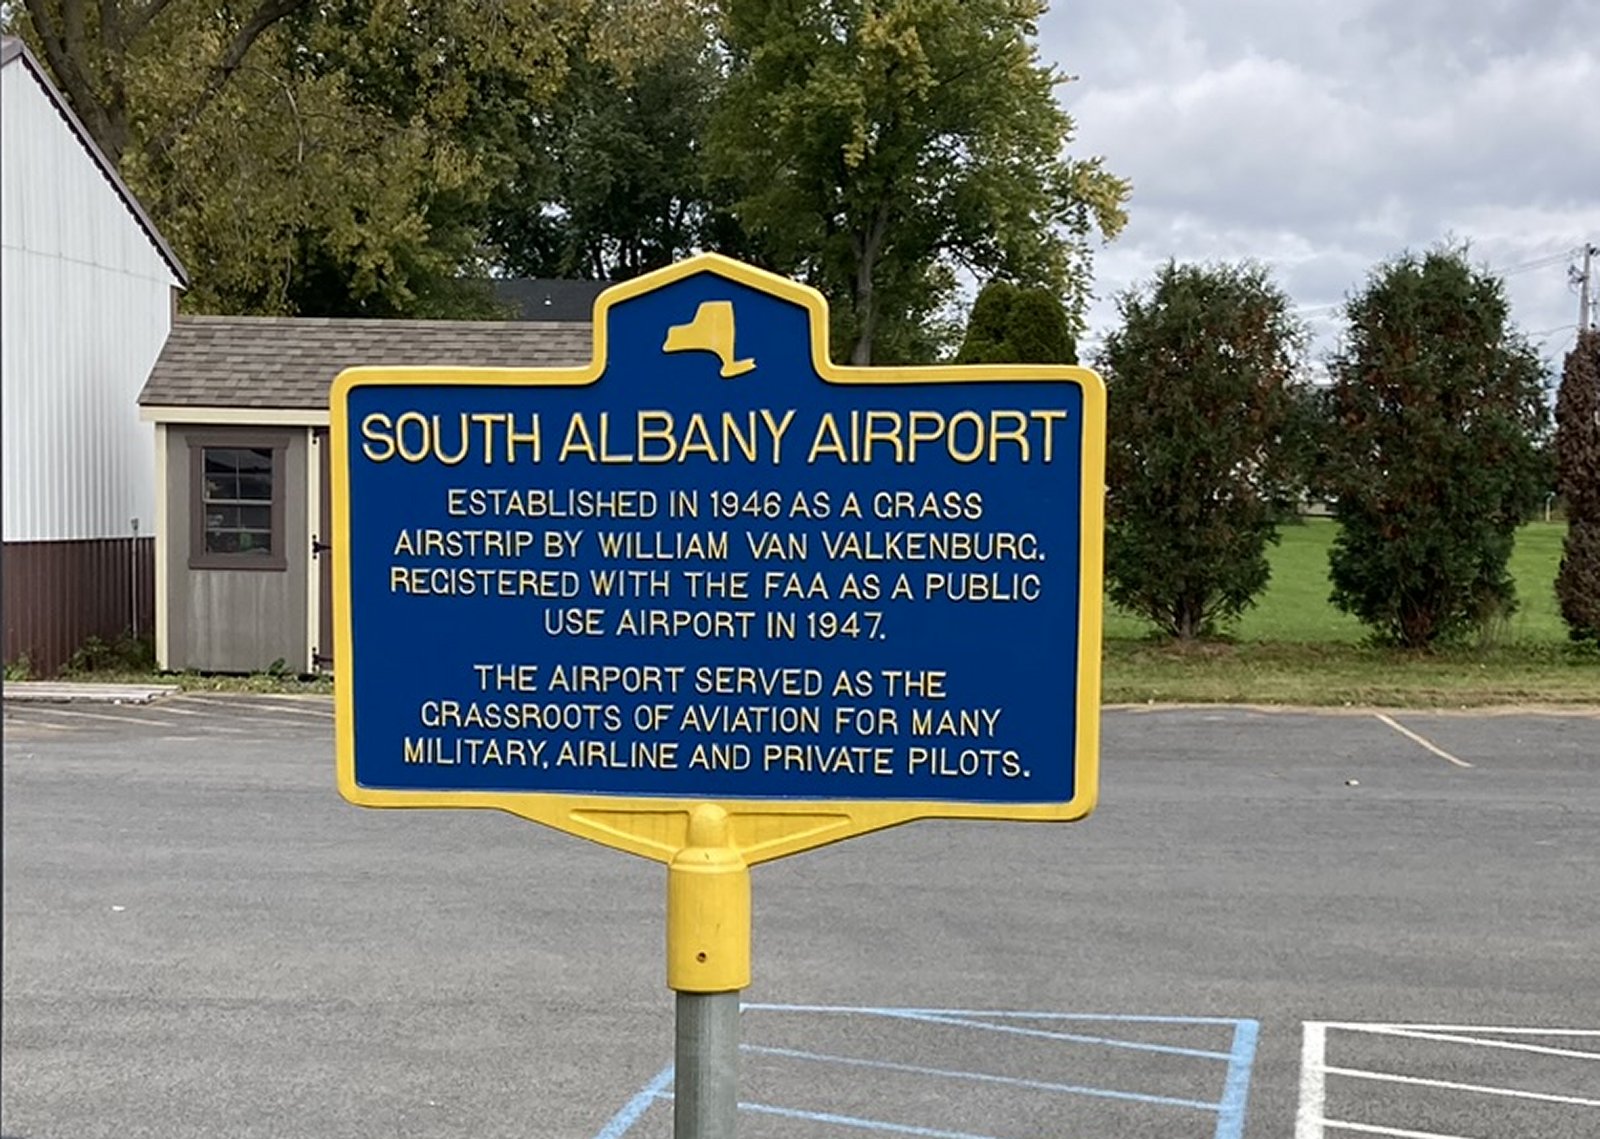 SOUTH ALBANY AIRPORT
ESTABLISHED IN 1946 AS A GRASS
AIRSTRIP BY WILLIAM VAN VALKENBURG.
REGISTERED WITH THE FAA AS A PUBLIC
USE AIRPORT IN 1947.
THE AIRPORT SERVED AS THE
GRASSROOTS OF AVIATION FOR MANY
MILITARY, AIRLINE AND PRIVATE PILOTS.